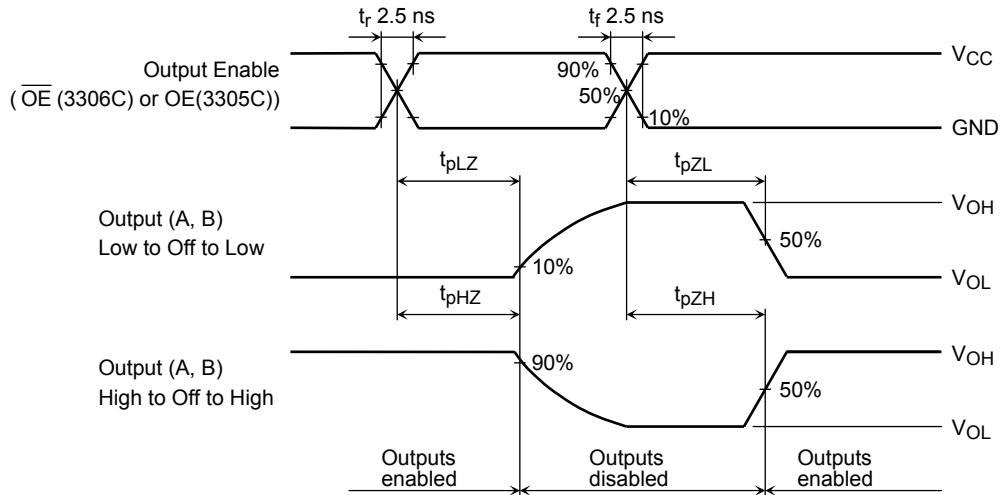 tr 2.5 ns
tf 2.5 ns
Output Enable
( OE (3306C) or OE(3305C))
90%
50%
10%
VCC
GND
tpLZ
tpZL
Output (A, B)
Low to Off to Low
10%
50%
VOH
VOL
tpHZ
tpZH
Output (A, B)
High to Off to High
90%
50%
VOH
VOL
Outputs
enabled
Outputs
disabled
Outputs
enabled